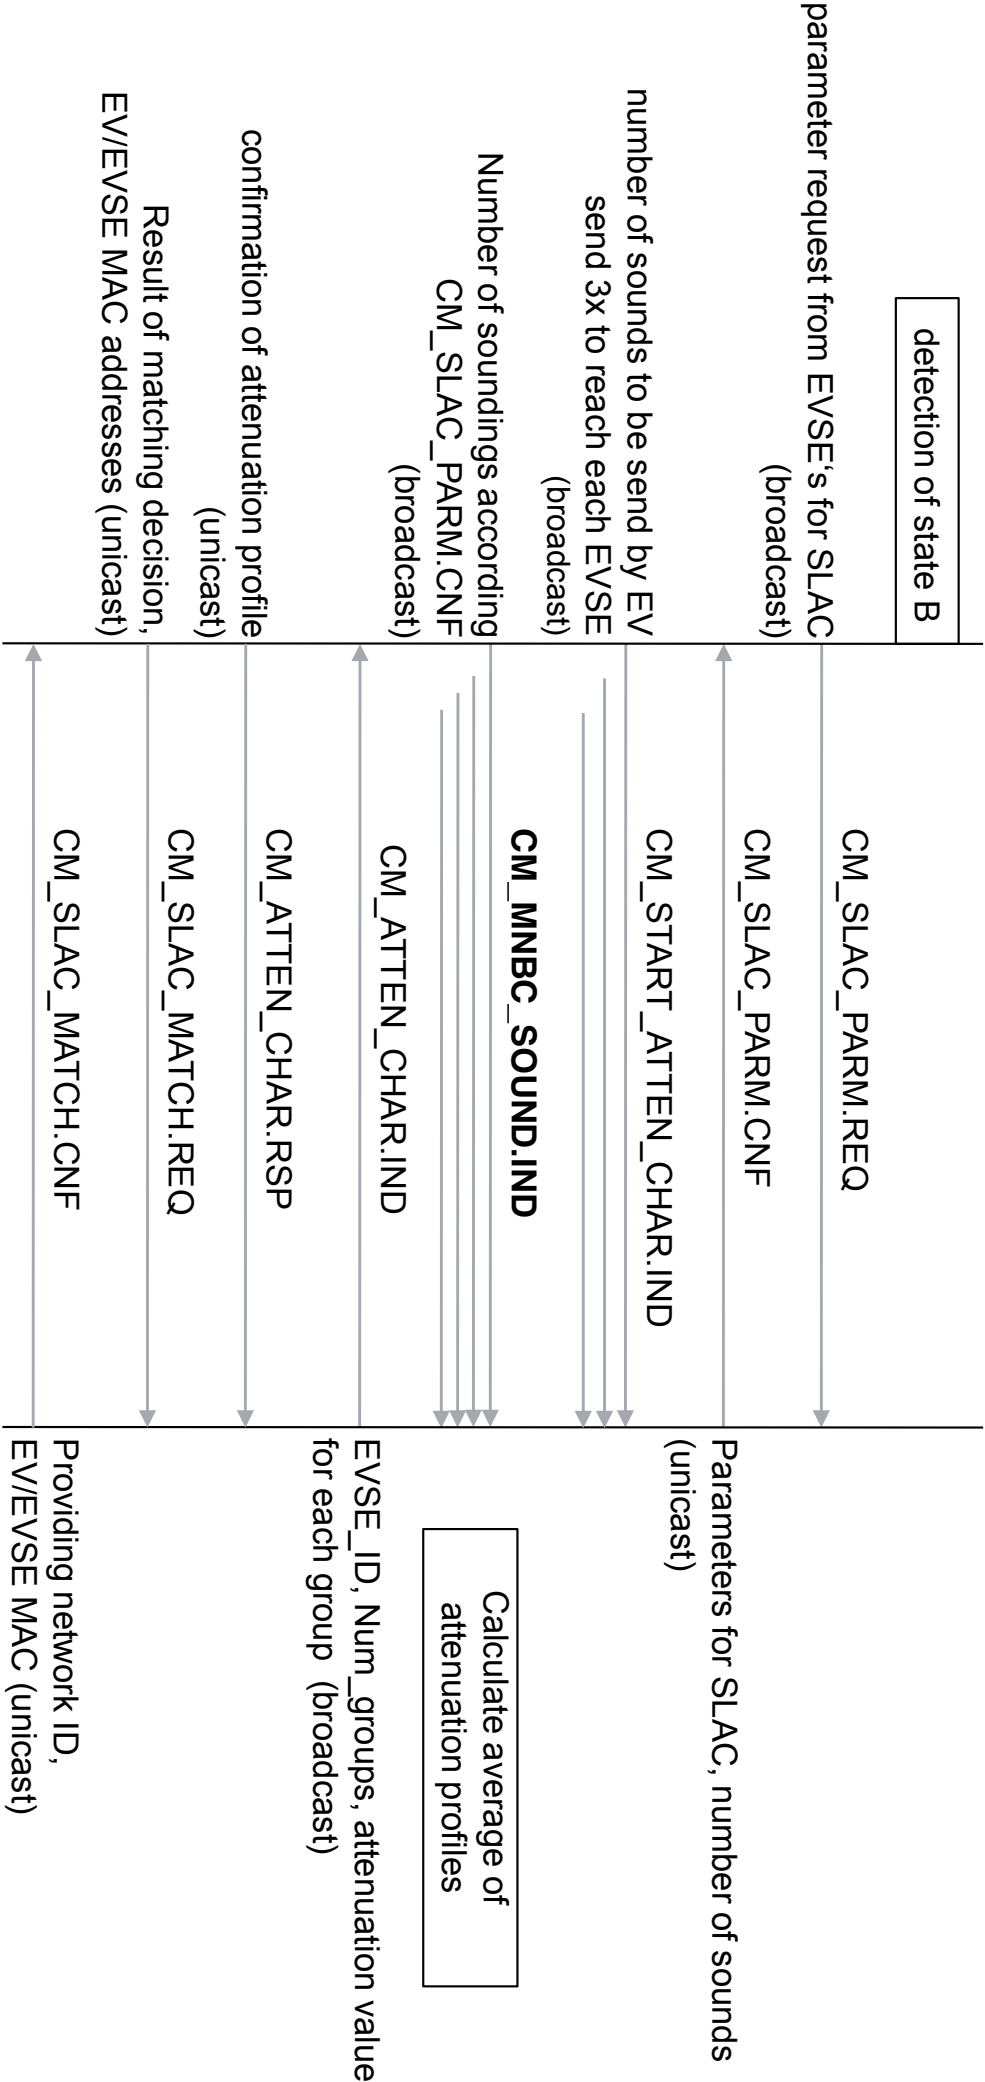 detection of state B
parameter request from EVSE‘s for SLAC
(broadcast)
CM_SLAC_PARM.REQ
CM_SLAC_PARM.CNF
Parameters for SLAC, number of sounds
(unicast)
number of sounds to be send by EV
send 3x to reach each EVSE
(broadcast)
CM_START_ATTEN_CHAR.IND
Number of soundings according
CM_SLAC_PARM.CNF
(broadcast)
CM_MNBC_SOUND.IND
Calculate average of
attenuation profiles
CM_ATTEN_CHAR.IND
EVSE_ID, Num_groups, attenuation value
for each group (broadcast)
confirmation of attenuation profile
(unicast)
CM_ATTEN_CHAR.RSP
Result of matching decision,
EV/EVSE MAC addresses (unicast)
CM_SLAC_MATCH.REQ
CM_SLAC_MATCH.CNF
Providing network ID,
EV/EVSE MAC (unicast)